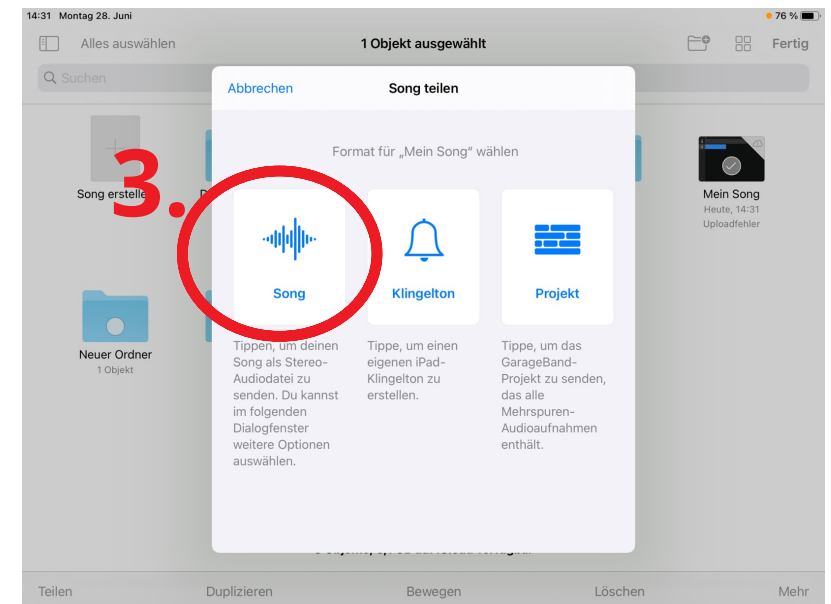 14:31 Montag 28. Juni
76 %
Alles auswählen
1 Objekt ausgewählt
Fertig
Suchen
Abbrechen
Song teilen
Format für „Mein Song" wählen
3.
Song erstelle
Mein Song
Heute, 14:31
Uploadfehler
Song
Klingelton
Projekt
Tippen, um deinen
Song als Stereo-
Audiodatei zu
senden. Du kannst
im folgenden
Dialogfenster
weitere Optionen
auswählen.
Tippe, um einen
eigenen iPad-
Klingelton zu
erstellen.
Tippe, um das
GarageBand-
Projekt zu senden,
das alle
Mehrspuren-
Audioaufnahmen
enthält.
Neuer Ordner
1 Objekt
Teilen
Duplizieren
Bewegen
Löschen
Mehr